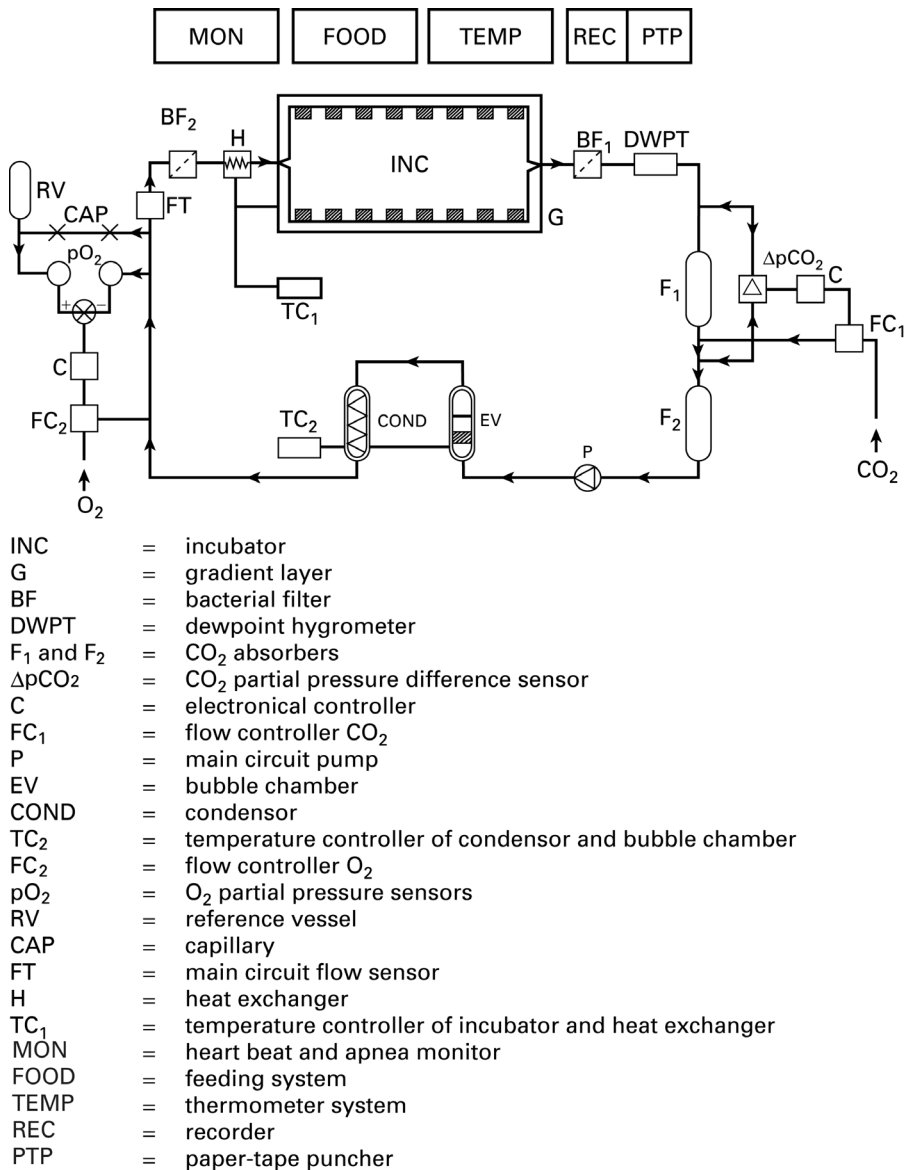 MON FOOD TEMP REC PTP
BF₂
H
INC
BF₁
DWPT
RV
CAP
FT
G
pO₂
+ −
ΔpCO₂
C
F₁
FC₁
TC₁
C
FC₂
TC₂
COND
EV
F₂
P
CO₂
O₂
INC = incubator
G = gradient layer
BF = bacterial filter
DWPT = dewpoint hygrometer
F₁ and F₂ = CO₂ absorbers
ΔpCO2 = CO₂ partial pressure difference sensor
C = electronical controller
FC₁ = flow controller CO₂
P = main circuit pump
EV = bubble chamber
COND = condensor
TC₂ = temperature controller of condensor and bubble chamber
FC₂ = flow controller O₂
pO₂ = O₂ partial pressure sensors
RV = reference vessel
CAP = capillary
FT = main circuit flow sensor
H = heat exchanger
TC₁ = temperature controller of incubator and heat exchanger
MON = heart beat and apnea monitor
FOOD = feeding system
TEMP = thermometer system
REC = recorder
PTP = paper-tape puncher